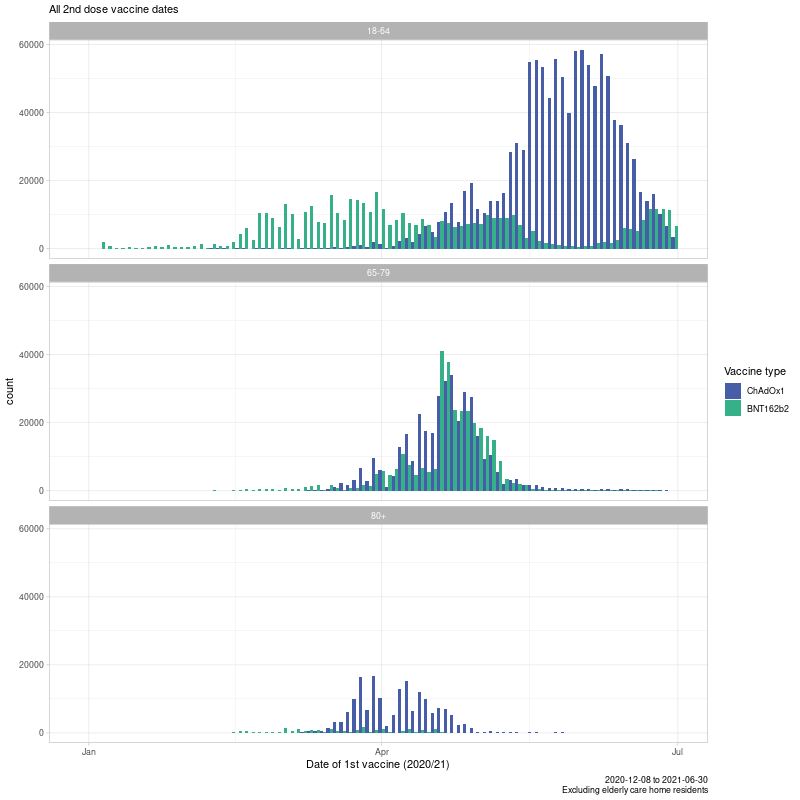 All 2nd dose vaccine dates
18-64
60000
40000
20000
0
65-79
60000
40000
20000
0
80+
60000
40000
20000
0
count
Jan
Apr
Jul
Date of 1st vaccine (2020/21)
Vaccine type
ChAdOx1
BNT162b2
2020-12-08 to 2021-06-30
Excluding elderly care home residents